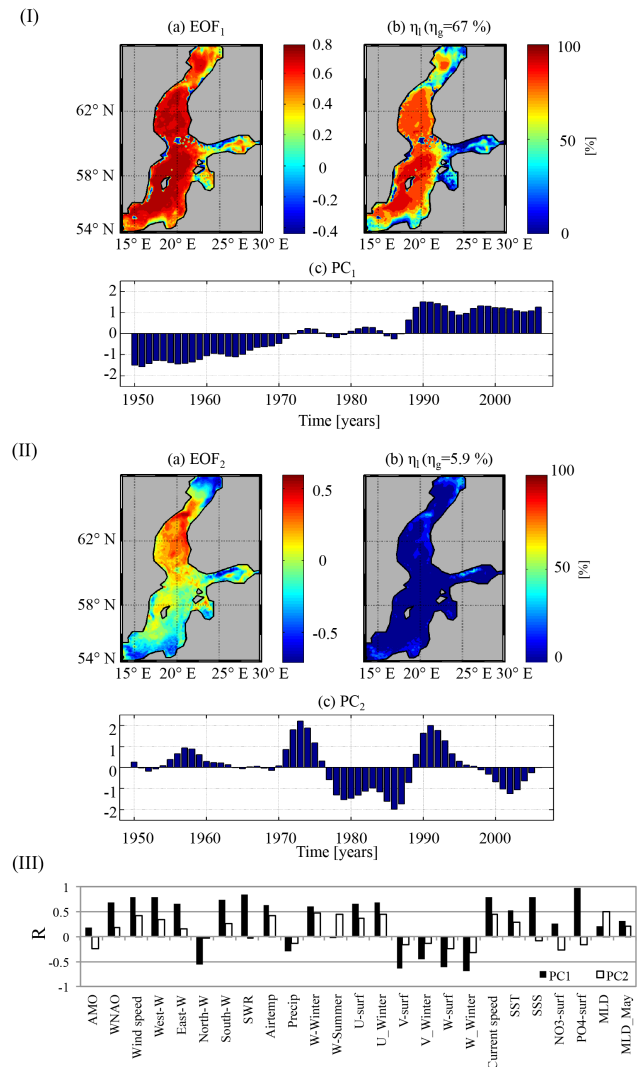 (I)
(a) EOF1
(b) ηl (ηg=67 %)
0.8
0.6
0.4
0.2
0
-0.2
-0.4
100
50
0
[%]
62° N
58° N
54° N
15° E 20° E 25° E 30° E
15° E 20° E 25° E 30° E
(c) PC1
2
1
0
-1
-2
1950 1960 1970 1980 1990 2000
Time [years]
(II)
(a) EOF2
(b) ηl (ηg=5.9 %)
0.5
0
-0.5
100
50
0
[%]
62° N
58° N
54° N
15° E 20° E 25° E 30° E
15° E 20° E 25° E 30° E
(c) PC2
2
1
0
-1
-2
1950 1960 1970 1980 1990 2000
Time [years]
(III)
R
1
0.5
0
-0.5
-1
PC1 PC2
AMO
WNAO
Wind speed
West-W
East-W
North-W
South-W
SWR
Airtemp
Precip
W-Winter
W-Summer
U-surf
U_Winter
V-surf
V_Winter
W-surf
W_Winter
Current speed
SST
SSS
NO3-surf
PO4-surf
MLD
MLD_May